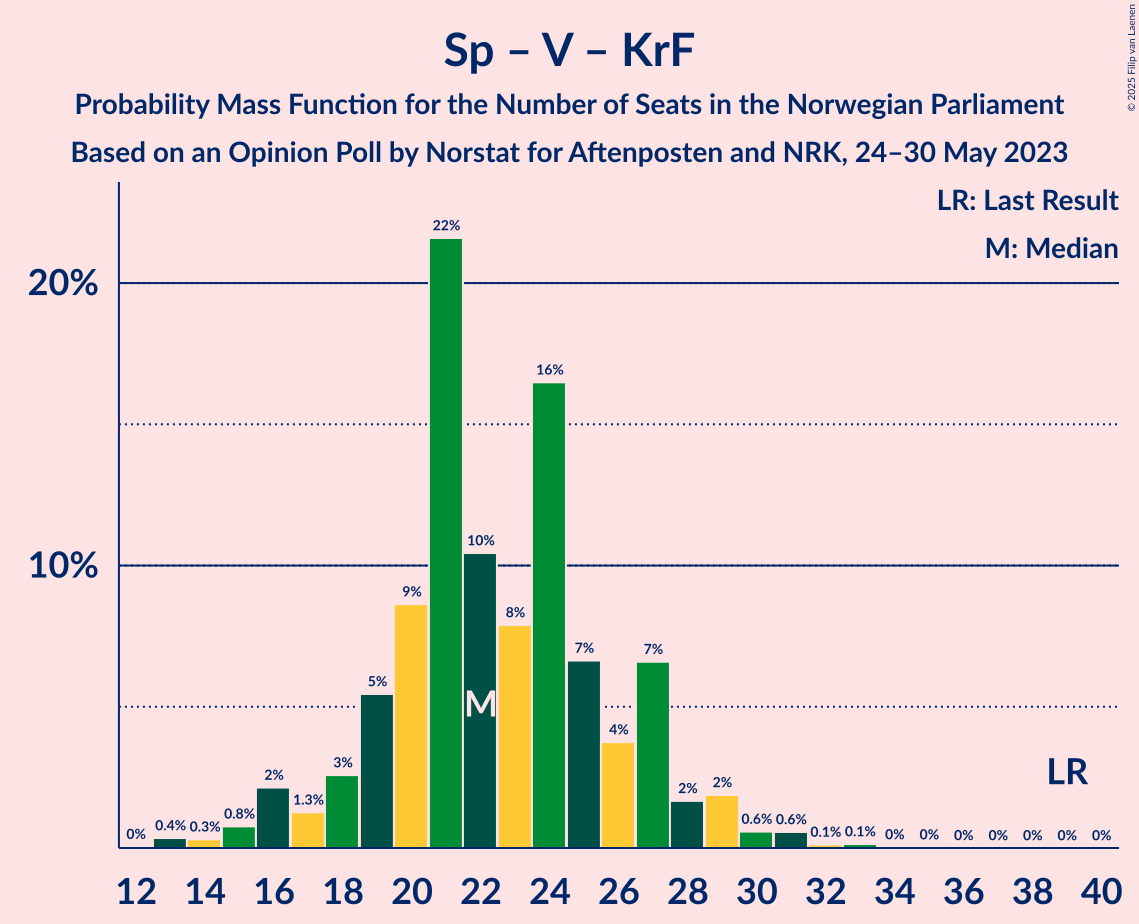 © 2025 Filip van Laenen
Sp – V – KrF
Probability Mass Function for the Number of Seats in the Norwegian Parliament
Based on an Opinion Poll by Norstat for Aftenposten and NRK, 24–30 May 2023
LR: Last Result
M: Median
20%
10%
0% 0.4% 0.3% 0.8% 2% 1.3% 3% 5% 9% 22% 10% 8% 16% 7% 4% 7% 2% 2% 0.6% 0.6% 0.1% 0.1% 0% 0% 0% 0% 0% 0% 0%
M
LR
12 14 16 18 20 22 24 26 28 30 32 34 36 38 40